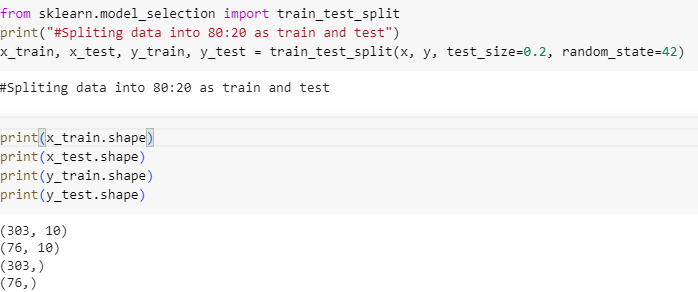 from sklearn.model_selection import train_test_split
print("#Spliting data into 80:20 as train and test")
x_train, x_test, y_train, y_test = train_test_split(x, y, test_size=0.2, random_state=42)
#Spliting data into 80:20 as train and test
print(x_train.shape)
print(x_test.shape)
print(y_train.shape)
print(y_test.shape)
(303, 10)
(76, 10)
(303,)
(76,)